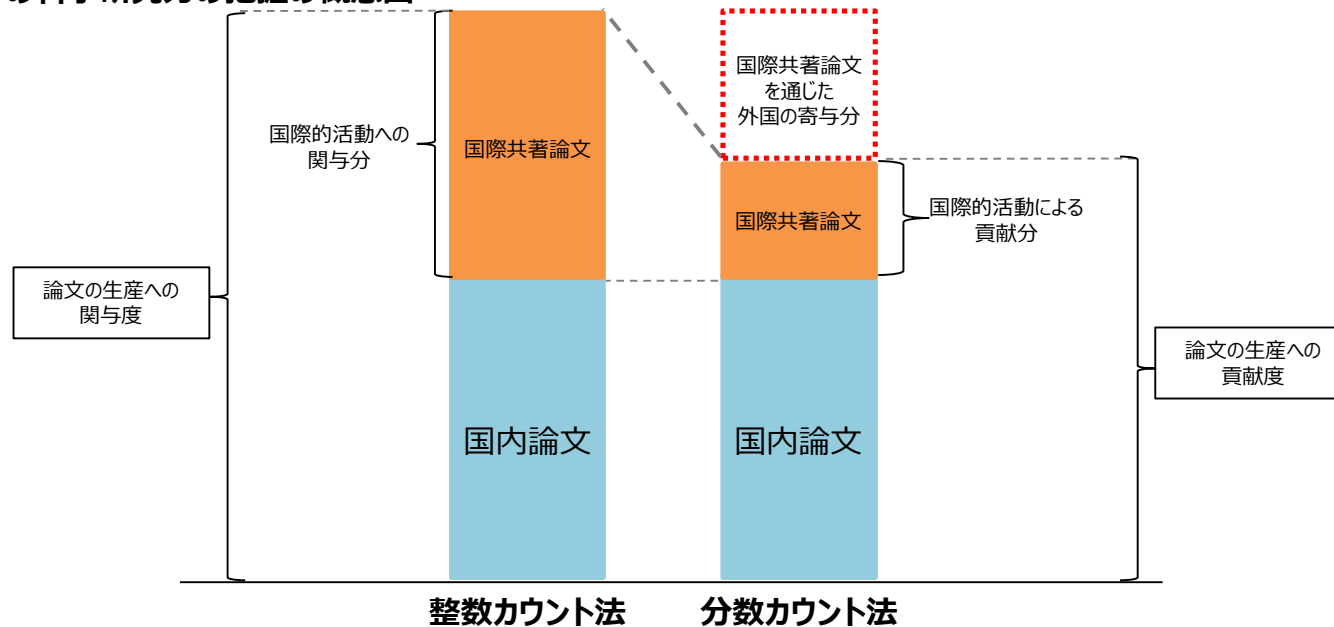 国際共著論文
を通じた
外国の寄与分
国際的活動への
関与分
国際共著論文
国際共著論文
国際的活動による
貢献分
論文の生産への
関与度
論文の生産への
貢献度
国内論文
国内論文
整数カウント法
分数カウント法